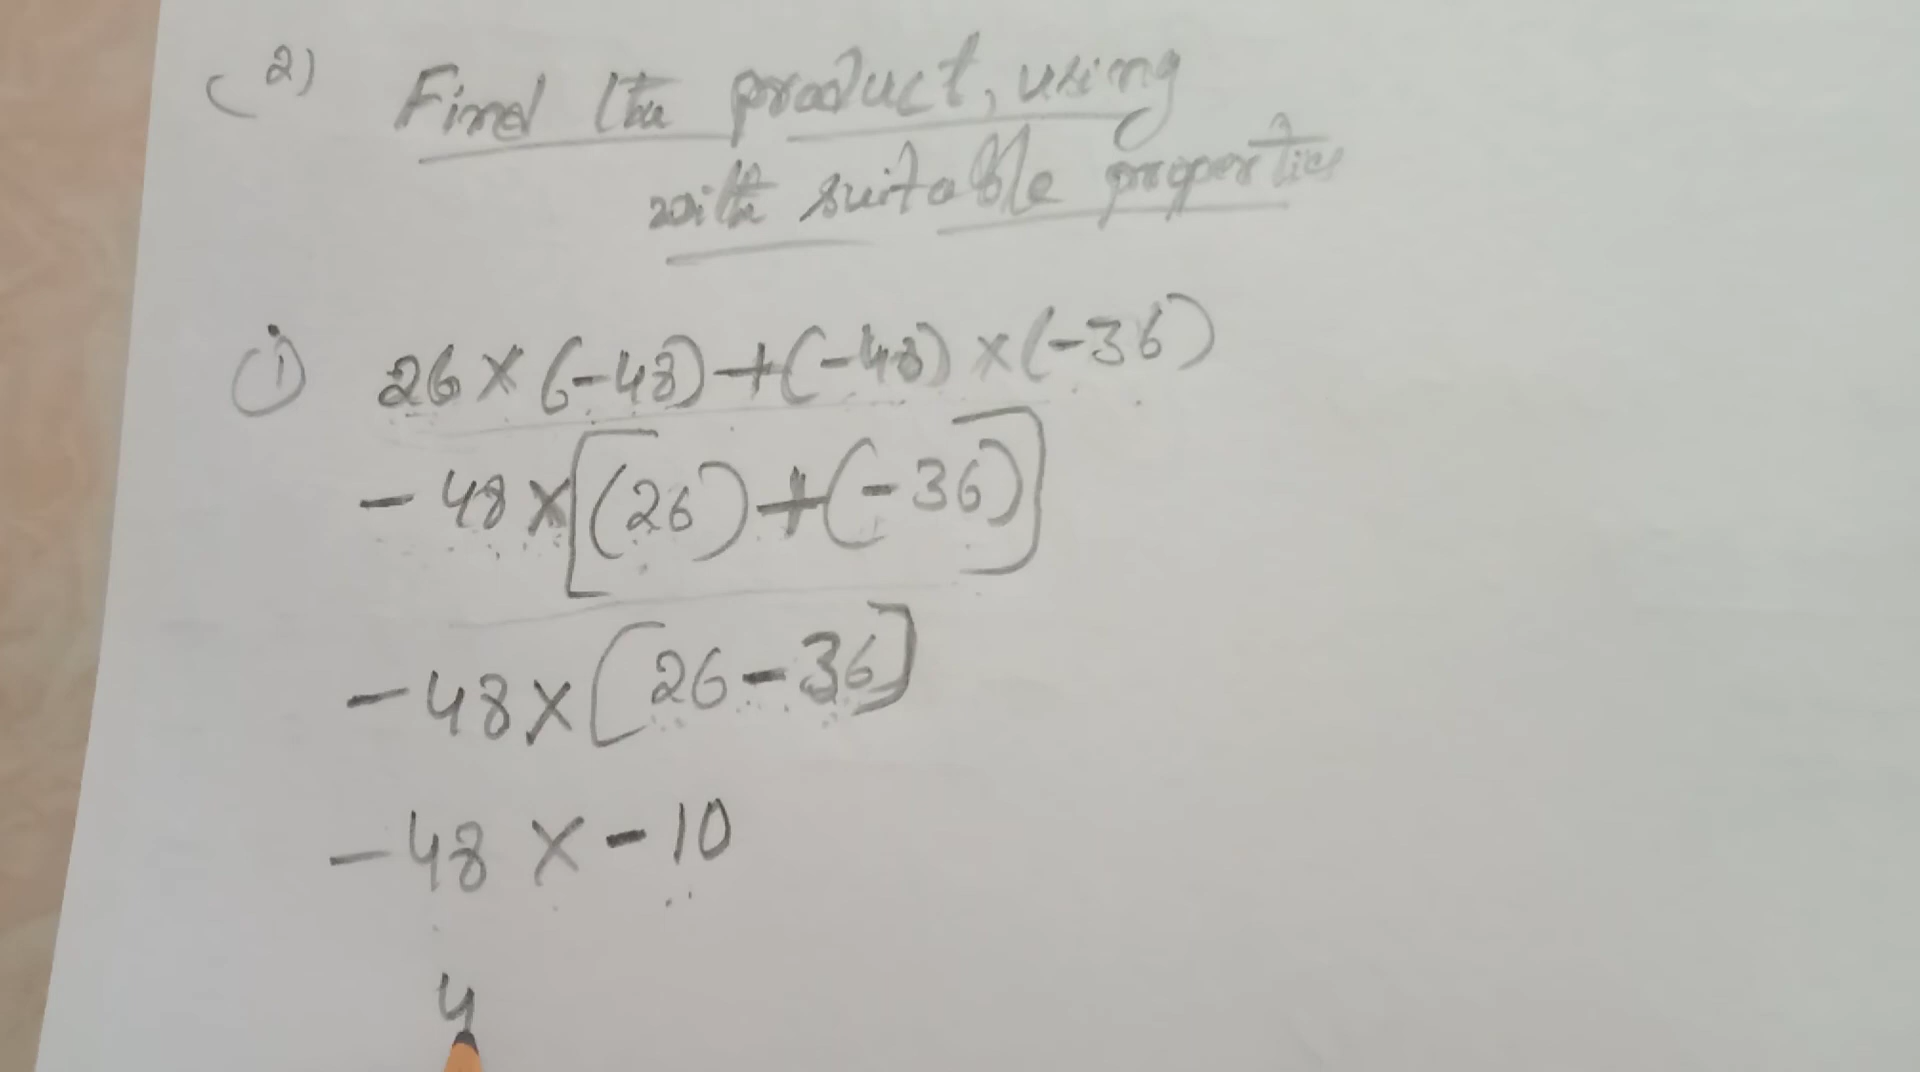 (2) Find the product, using
with suitable properties
(i) 26 × (-48) + (-48) × (-36)
- 48 × [(26) + (- 36)]
- 48 × [26 - 36]
- 48 × - 10
4